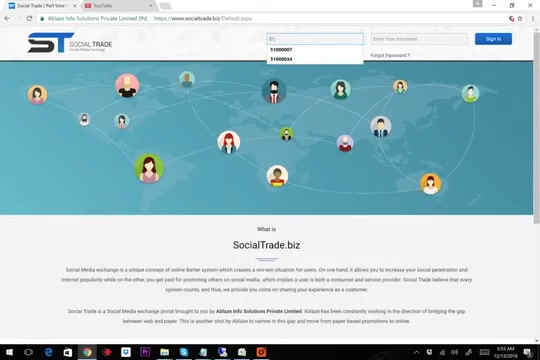 Social Trade | Part time
YouTube
Ablaze Info Solutions Private Limited [IN]
https://www.socialtrade.biz/Default.aspx
ST SOCIAL TRADE
Social Media Exchange
Enter Your Password
Sign in
51000007
51000034
Forgot Password ?
What is
SocialTrade.biz
Social Media exchange is a unique concept of online Barter system which creates a win-win situation for users. On one hand, it allows you to increase your social penetration and
internet popularity while on the other, you get paid for promoting others on social media, which implies a user is both a consumer and service provider. Social Trade believe that every
opinion counts, and thus, we provide you coins on sharing your experience as a customer.
Social Trade is a Social Media exchange portal brought to you by Ablaze Info Solutions Private Limited. Ablaze has been constantly working in the direction of bridging the gap
between web and paper. This is another shot by Ablaze to narrow in this gap and move from paper based promotions to online.
3:55 AM
12/13/2016